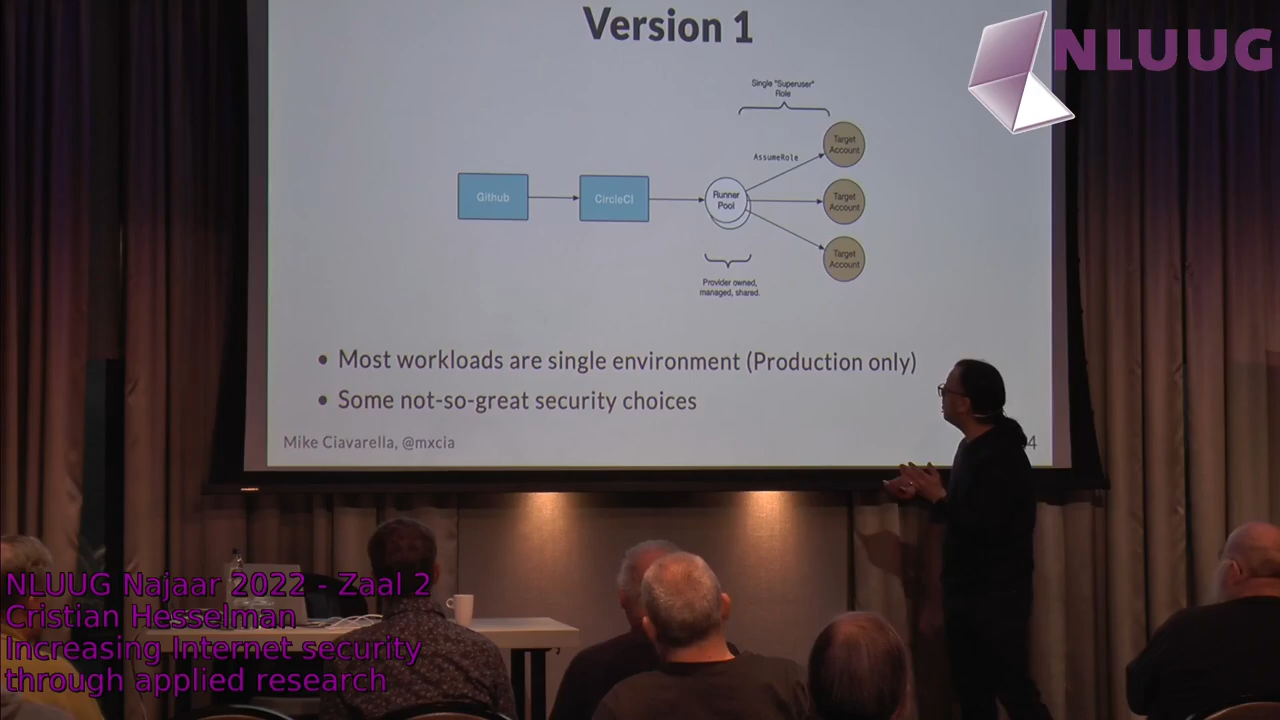 Version 1
NLUUG
Single "Superuser"
Role
AssumeRole
Target
Account
Github
CircleCI
Runner
Pool
Target
Account
Target
Account
Provider owned,
managed, shared.
• Most workloads are single environment (Production only)
• Some not-so-great security choices
Mike Ciavarella, @mxcia
4
NLUUG Najaar 2022 - Zaal 2
Cristian Hesselman
Increasing Internet security
through applied research